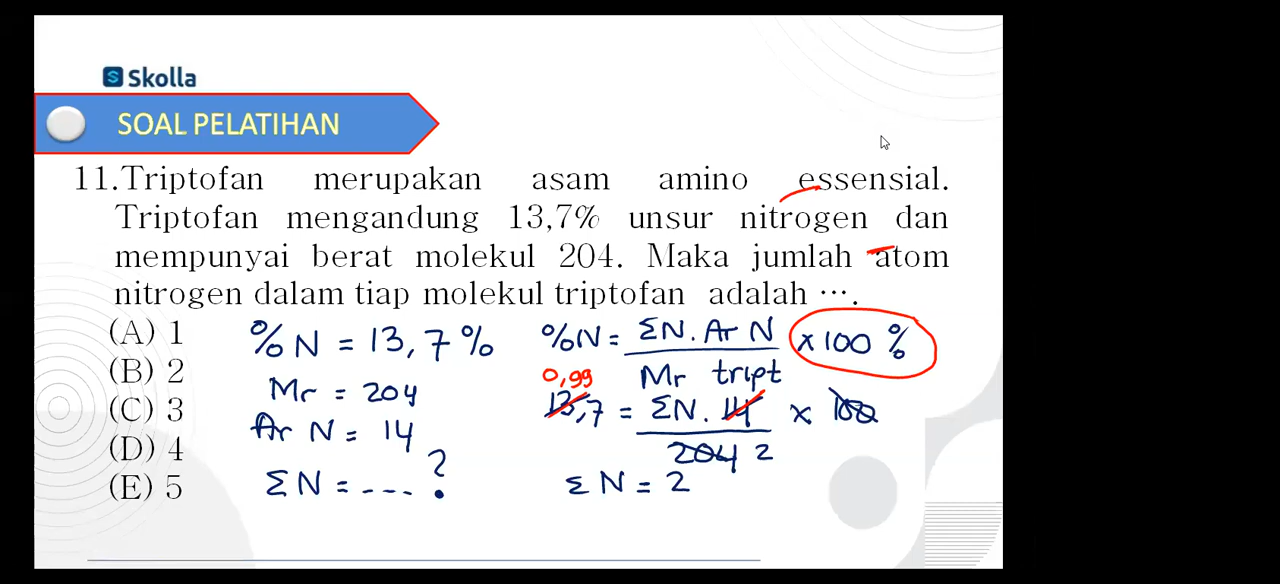 Skolla
SOAL PELATIHAN
11.Triptofan merupakan asam amino essensial.
Triptofan mengandung 13,7% unsur nitrogen dan
mempunyai berat molekul 204. Maka jumlah atom
nitrogen dalam tiap molekul triptofan adalah ….
(A) 1
(B) 2
(C) 3
(D) 4
(E) 5
% N = 13,7 %
Mr = 204
Ar N = 14
ΣN = ---- ?
%N = ΣN. Ar N x 100 %
Mr tript
0,99
13,7 = ΣN. 14 x 100
204 2
ΣN = 2